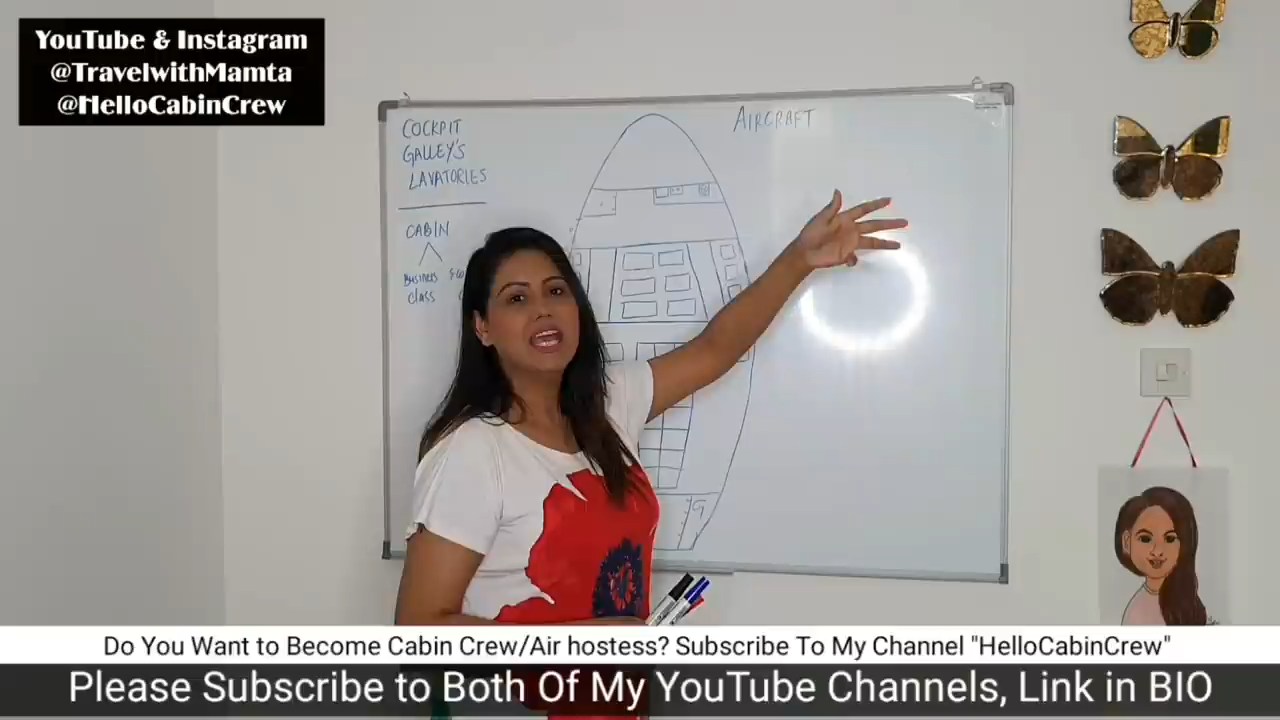 YouTube & Instagram
@TravelwithMamta
@HelloCabinCrew
COCKPIT
GALLEY'S
LAVATORIES
CABIN
BUSINESS
CLASS
AIRCRAFT
G
Do You Want to Become Cabin Crew/Air hostess? Subscribe To My Channel "HelloCabinCrew"
Please Subscribe to Both Of My YouTube Channels, Link in BIO